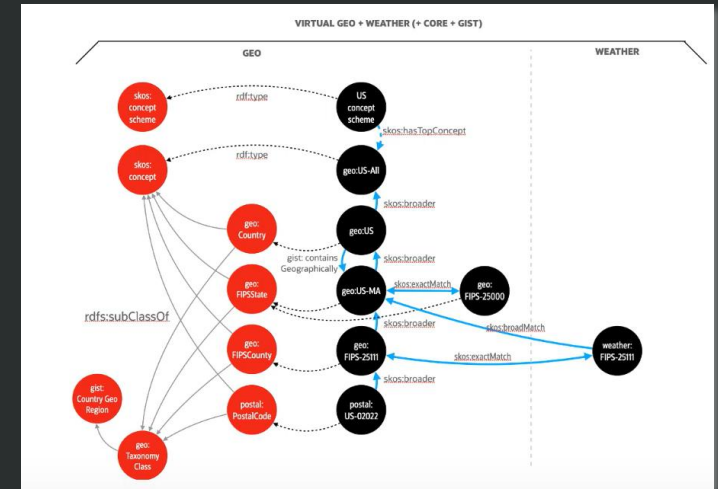 VIRTUAL GEO + WEATHER (+ CORE + GIST)
GEO
WEATHER
skos:
concept
scheme
rdf:type
US
concept
scheme
skos:hasTopConcept
skos:
concept
rdf:type
geo:US-All
skos:broader
geo:
Country
geo:US
gist: contains
Geographically
skos:broader
geo:
FIPSState
geo:US-MA
skos:exactMatch
geo:
FIPS-25000
rdfs:subClassOf
skos:broader
skos:broadMatch
geo:
FIPSCounty
geo:
FIPS-25111
skos:exactMatch
weather:
FIPS-25111
skos:broader
gist:
Country Geo
Region
postal:
PostalCode
postal:
US-02022
geo:
Taxonomy
Class